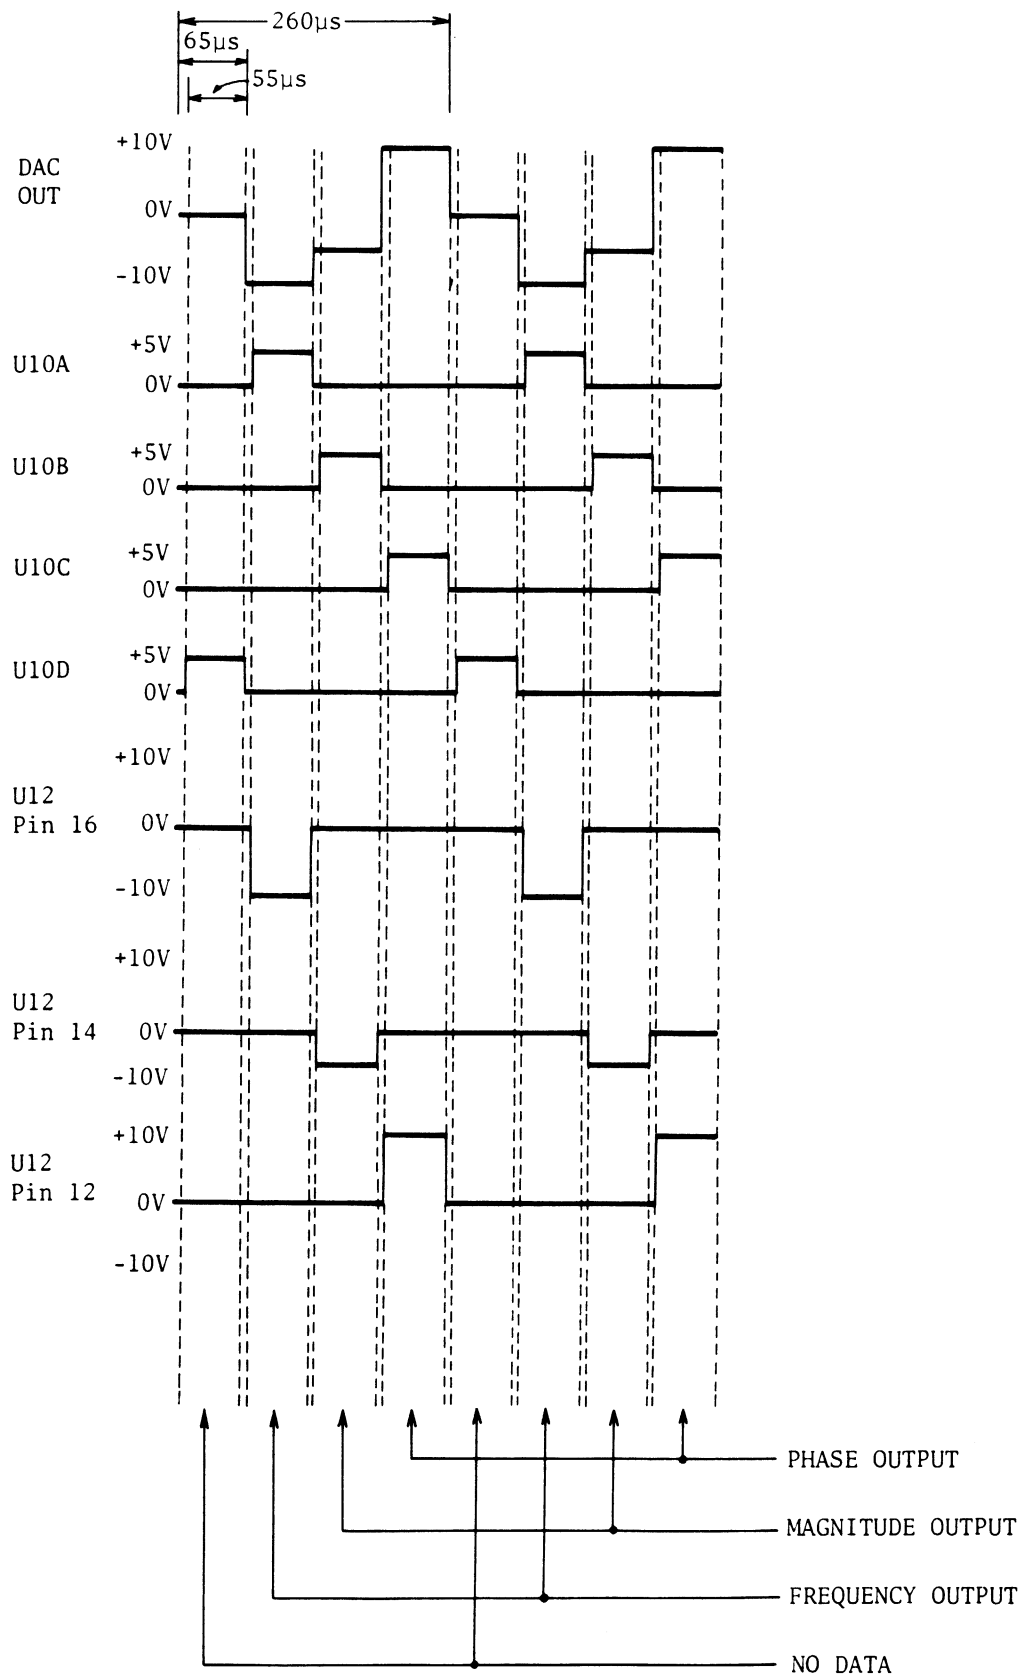 260µs
65µs
55µs
DAC
OUT
+10V
0V
-10V
U10A
+5V
0V
U10B
+5V
0V
U10C
+5V
0V
U10D
+5V
0V
U12
Pin 16
+10V
0V
-10V
U12
Pin 14
+10V
0V
-10V
U12
Pin 12
+10V
0V
-10V
PHASE OUTPUT
MAGNITUDE OUTPUT
FREQUENCY OUTPUT
NO DATA